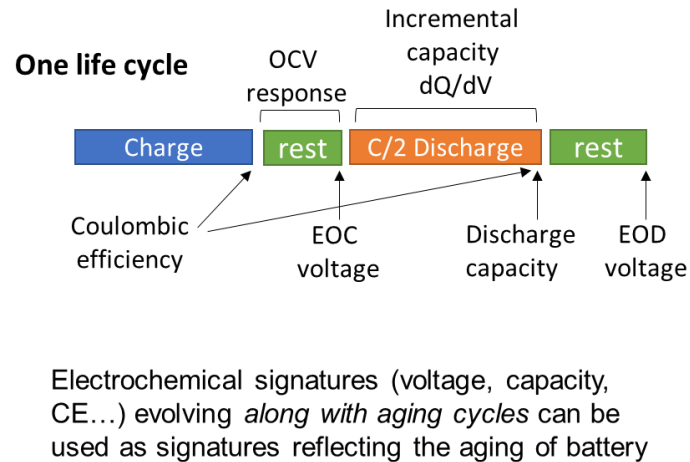 One life cycle
OCV
response
Incremental
capacity
dQ/dV
Charge
rest
C/2 Discharge
rest
Coulombic
efficiency
EOC
voltage
Discharge
capacity
EOD
voltage
Electrochemical signatures (voltage, capacity,
CE…) evolving along with aging cycles can be
used as signatures reflecting the aging of battery